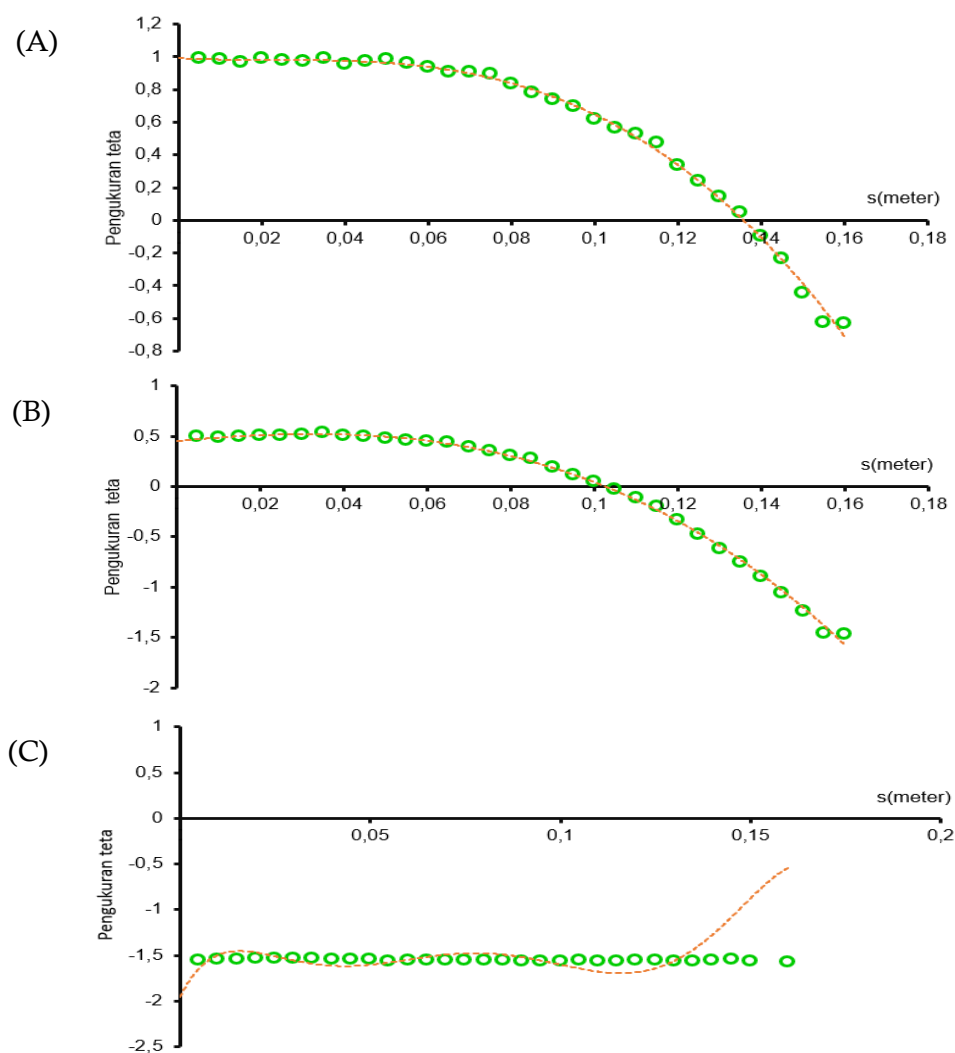 (A)
Pengukuran teta
1,2
1
0,8
0,6
0,4
0,2
0
-0,2
-0,4
-0,6
-0,8
s(meter)
0,02 0,04 0,06 0,08 0,1 0,12 0,14 0,16 0,18
(B)
Pengukuran teta
1
0,5
0
-0,5
-1
-1,5
-2
s(meter)
0,02 0,04 0,06 0,08 0,1 0,12 0,14 0,16 0,18
(C)
Pengukuran teta
1
0,5
0
-0,5
-1
-1,5
-2
-2,5
s(meter)
0,05 0,1 0,15 0,2